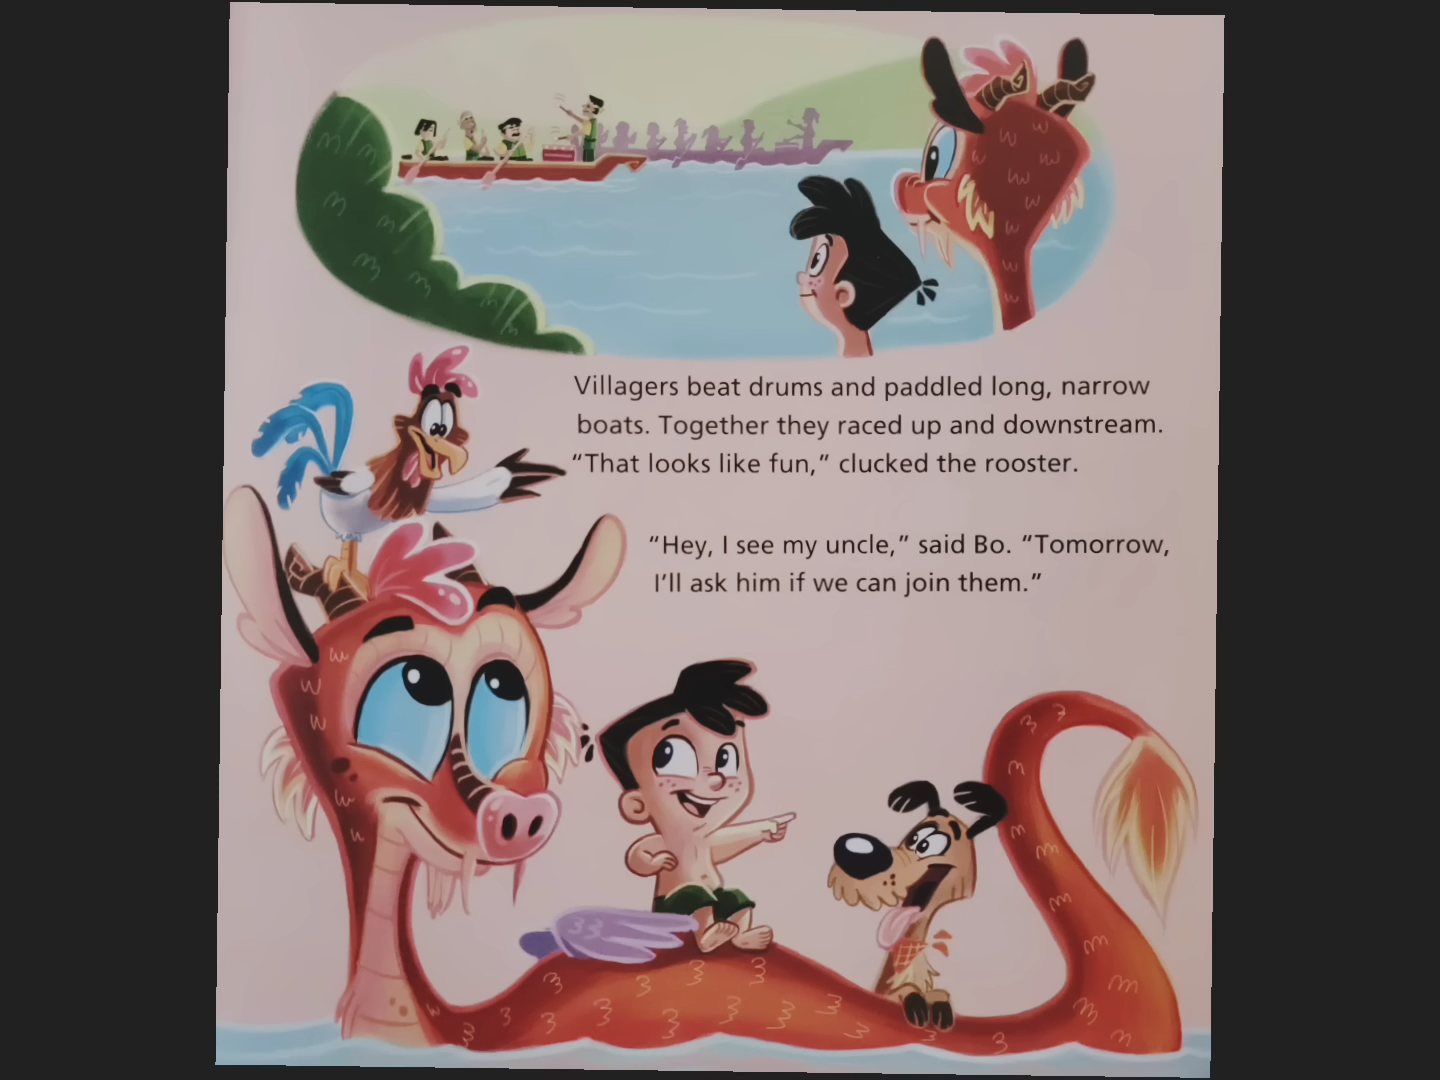 Villagers beat drums and paddled long, narrow
boats. Together they raced up and downstream.
“That looks like fun,” clucked the rooster.
“Hey, I see my uncle,” said Bo. “Tomorrow,
I’ll ask him if we can join them.”